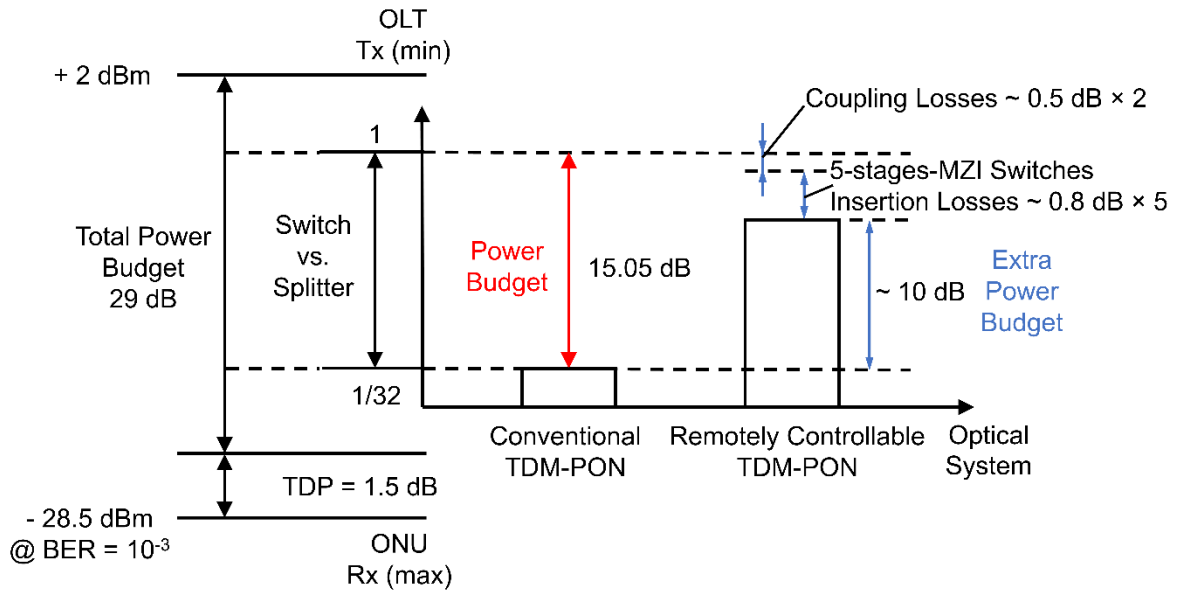 OLT
Tx (min)
+ 2 dBm
Coupling Losses ~ 0.5 dB × 2
1
5-stages-MZI Switches
Insertion Losses ~ 0.8 dB × 5
Total Power
Budget
29 dB
Switch
vs.
Splitter
Power
Budget
15.05 dB
~ 10 dB
Extra
Power
Budget
1/32
Conventional
TDM-PON
Remotely Controllable
TDM-PON
Optical
System
TDP = 1.5 dB
- 28.5 dBm
@ BER = 10⁻³
ONU
Rx (max)